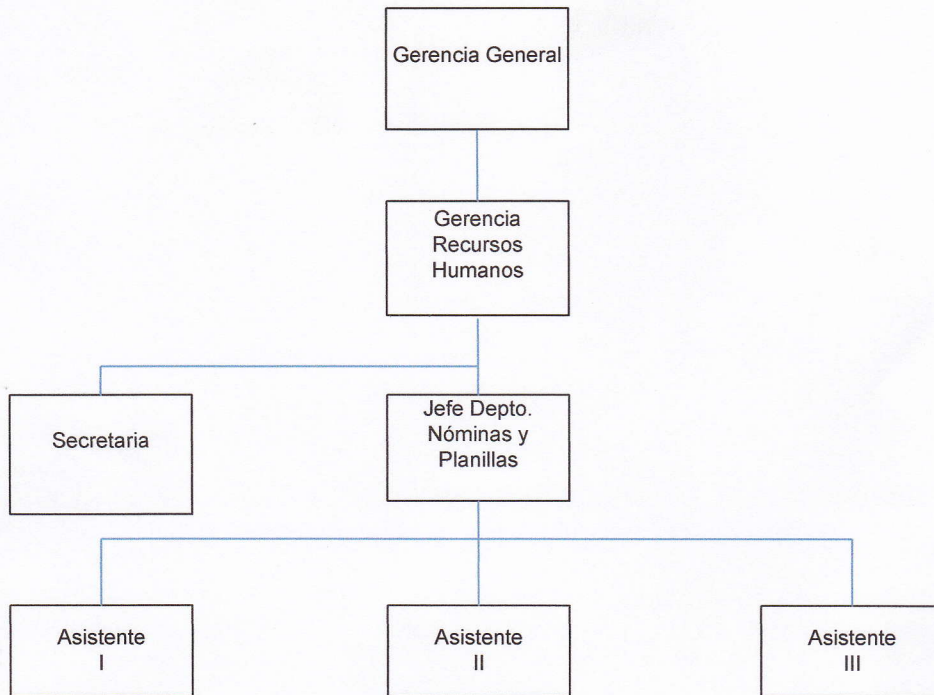 Gerencia General
Gerencia
Recursos
Humanos
Secretaria
Jefe Depto.
Nóminas y
Planillas
Asistente
I
Asistente
II
Asistente
III